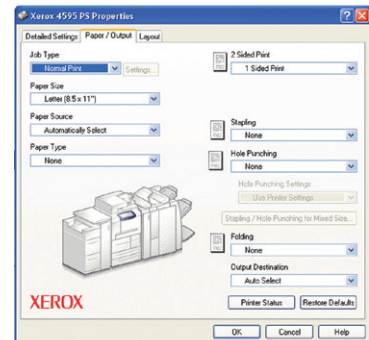 Xerox 4595 PS Properties
Detailed Settings Paper / Output Layout
Job Type
Normal Print
Settings...
Paper Size
Letter (8.5 x 11")
Paper Source
Automatically Select
Paper Type
None
XEROX
2 Sided Print
1 Sided Print
Stapling
None
Hole Punching
None
Hole Punching Settings
Use Printer Settings
Stapling / Hole Punching for Mixed Size...
Folding
None
Output Destination
Auto Select
Printer Status Restore Defaults
OK Cancel Help